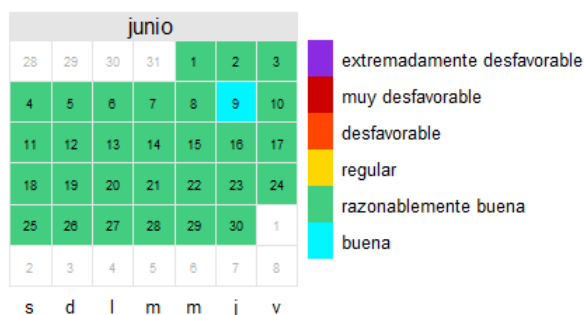 junio
28 29 30 31 1 2 3
4 5 6 7 8 9 10
11 12 13 14 15 16 17
18 19 20 21 22 23 24
25 26 27 28 29 30 1
2 3 4 5 6 7 8
s d l m m j v
extremadamente desfavorable
muy desfavorable
desfavorable
regular
razonablemente buena
buena